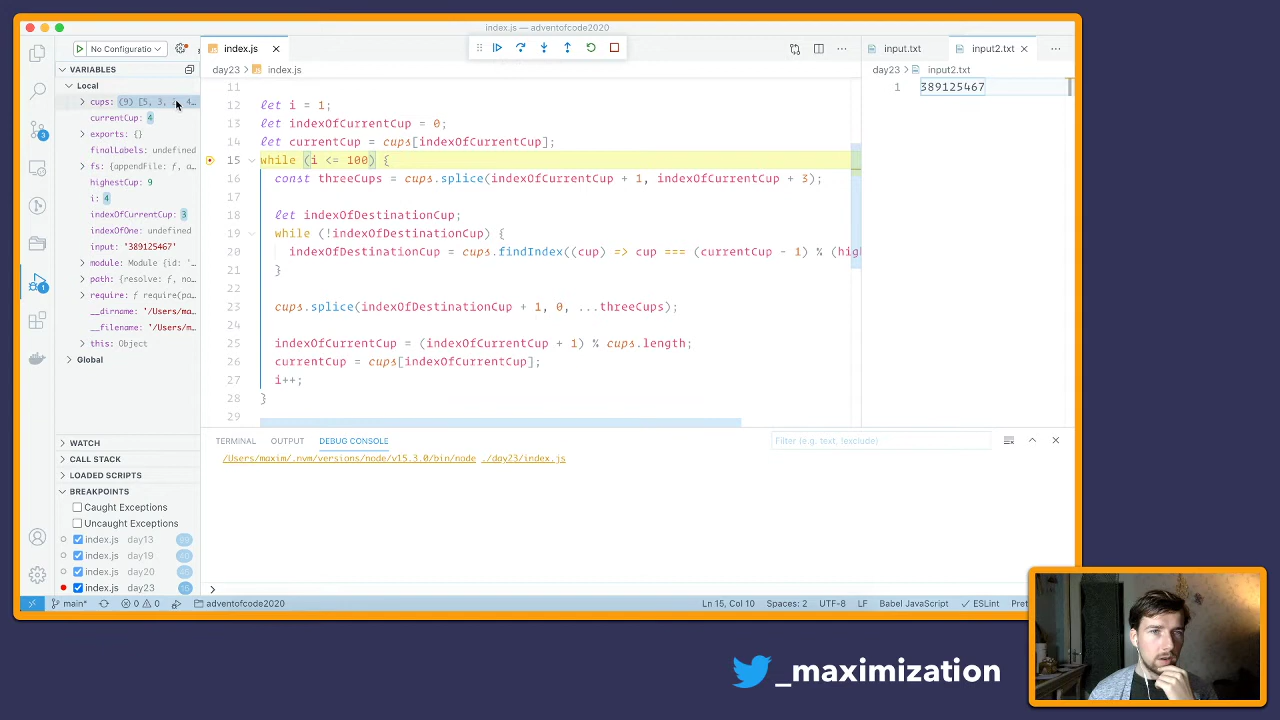 index.js — adventofcode2020
No Configuratio
index.js
input.txt
input2.txt
VARIABLES
day23 > index.js
day23 > input2.txt
Local
cups: (9) [5, 3,
currentCup: 4
exports: {}
finalLabels: undefined
fs: {appendFile: ƒ, a…
highestCup: 9
i: 4
indexOfCurrentCup: 3
indexOfOne: undefined
input: '389125467'
module: Module {id: '…
path: {resolve: ƒ, no…
require: ƒ require(pa…
__dirname: '/Users/ma…
__filename: '/Users/m…
this: Object
Global
WATCH
CALL STACK
LOADED SCRIPTS
BREAKPOINTS
Caught Exceptions
Uncaught Exceptions
index.js day13
index.js day19
index.js day20
index.js day23 15
11
12 let i = 1;
13 let indexOfCurrentCup = 0;
14 let currentCup = cups[indexOfCurrentCup];
15 while (i <= 100) {
16 const threeCups = cups.splice(indexOfCurrentCup + 1, indexOfCurrentCup + 3);
17
18 let indexOfDestinationCup;
19 while (!indexOfDestinationCup) {
20 indexOfDestinationCup = cups.findIndex((cup) => cup === (currentCup - 1) % (hig
21 }
22
23 cups.splice(indexOfDestinationCup + 1, 0, ...threeCups);
24
25 indexOfCurrentCup = (indexOfCurrentCup + 1) % cups.length;
26 currentCup = cups[indexOfCurrentCup];
27 i++;
28 }
29
1 389125467
TERMINAL OUTPUT DEBUG CONSOLE
Filter (e.g. text, !exclude)
/Users/maxim/.nvm/versions/node/v15.3.0/bin/node ./day23/index.js
main* 0 0 adventofcode2020
Ln 15, Col 10 Spaces: 2 UTF-8 LF Babel JavaScript ESLint Pret
_maximization